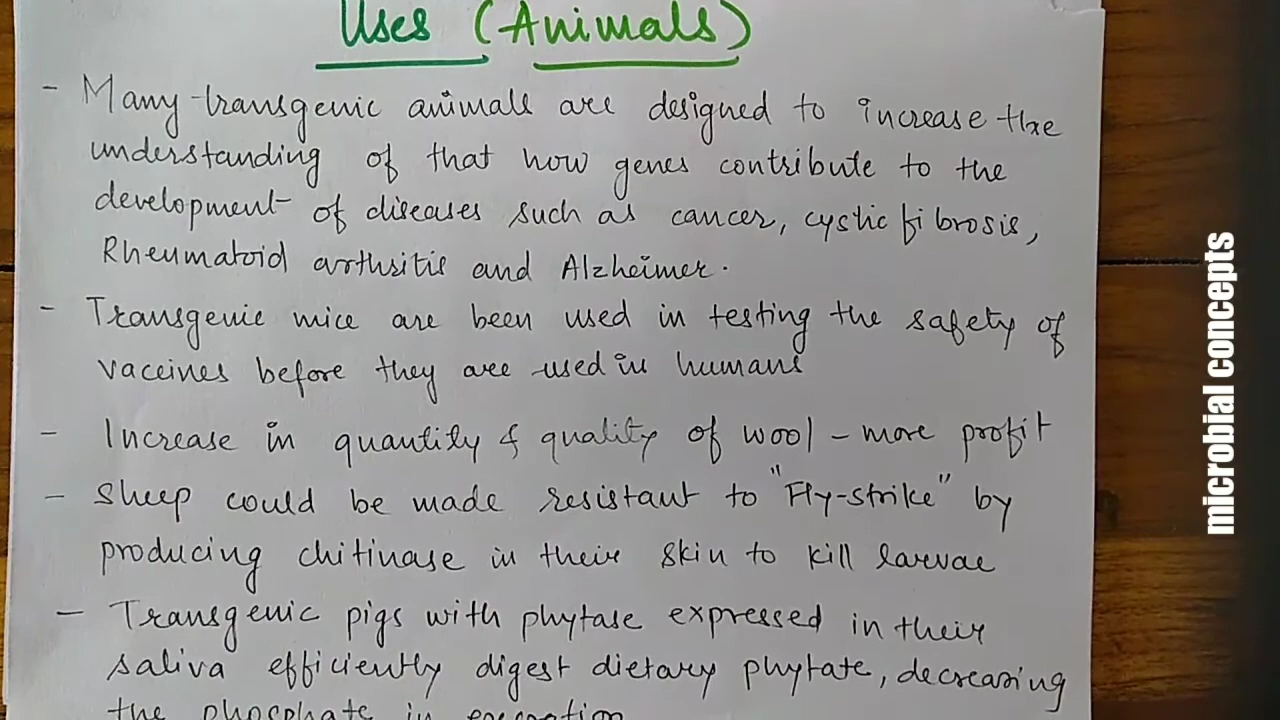 Uses (Animals)
- Many transgenic animals are designed to increase the
understanding of that how genes contribute to the
development of diseases such as cancer, cystic fibrosis,
Rheumatoid arthritis and Alzheimer.
- Transgenic mice are been used in testing the safety of
vaccines before they are used in humans
- Increase in quantity & quality of wool - more profit
- Sheep could be made resistant to "Fly-strike" by
producing chitinase in their skin to kill larvae
- Transgenic pigs with phytase expressed in their
saliva efficiently digest dietary phytate, decreasing
the phosphate in excretion
microbial concepts